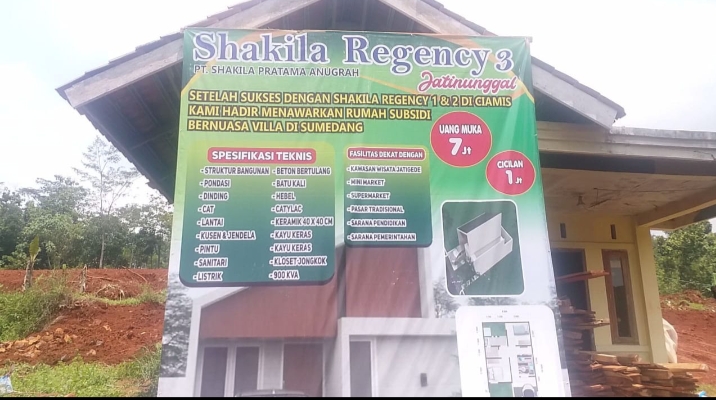 Shakila Regency 3
PT. SHAKILA PRATAMA ANUGRAH
Jatinunggal
SETELAH SUKSES DENGAN SHAKILA REGENCY 1 & 2 DI CIAMIS
KAMI HADIR MENAWARKAN RUMAH SUBSIDI
BERNUASA VILLA DI SUMEDANG
UANG MUKA
7 Jt
CICILAN
1 Jt
SPESIFIKASI TEKNIS
- STRUKTUR BANGUNAN - BETON BERTULANG
- PONDASI - BATU KALI
- DINDING - HEBEL
- CAT - CATYLAC
- LANTAI - KERAMIK 40 X 40 CM
- KUSEN & JENDELA - KAYU KERAS
- PINTU - KAYU KERAS
- SANITARI - KLOSET JONGKOK
- LISTRIK - 900 KVA
FASILITAS DEKAT DENGAN
- KAWASAN WISATA JATIGEDE
- MINI MARKET
- SUPERMARKET
- PASAR TRADISIONAL
- SARANA PENDIDIKAN
- SARANA PEMERINTAHAN